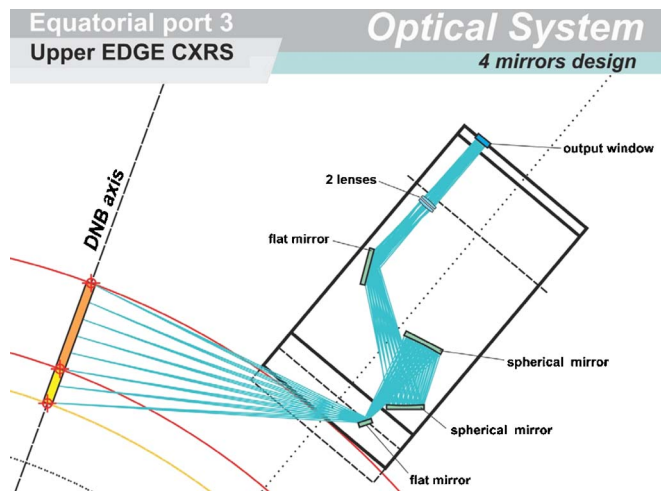 Equatorial port 3
Optical System
Upper EDGE CXRS
4 mirrors design
output window
2 lenses
DNB axis
flat mirror
spherical mirror
spherical mirror
flat mirror